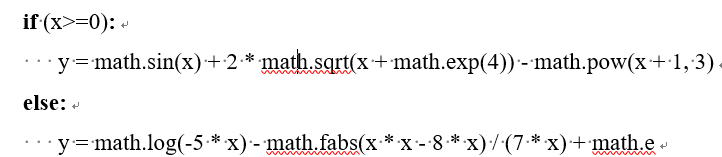 if (x>=0):
y = math.sin(x) + 2 * math.sqrt(x + math.exp(4)) - math.pow(x + 1, 3)
else:
y = math.log(-5 * x) - math.fabs(x * x - 8 * x) / (7 * x) + math.e